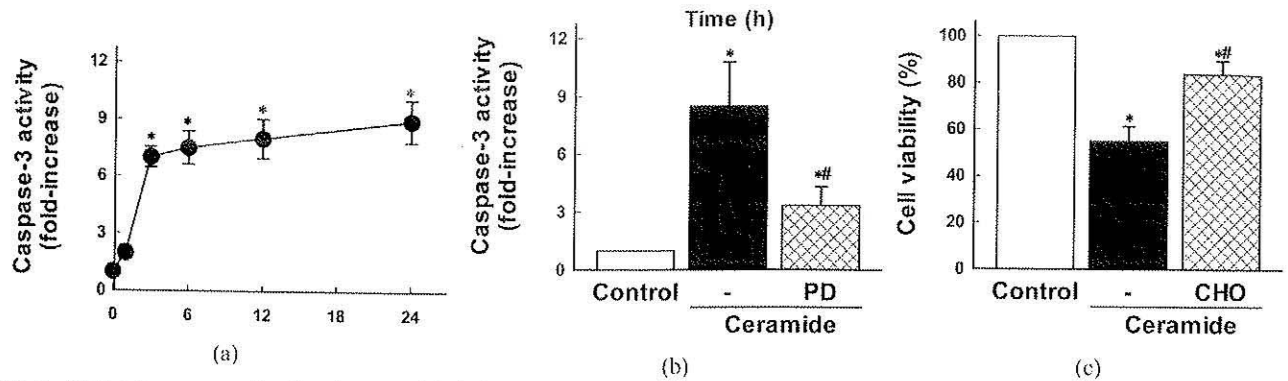 Caspase-3 activity
(fold-increase)
12
9
6
3
0
* * * *
0 6 12 18 24
(a)
Time (h)
Caspase-3 activity
(fold-increase)
12
9
6
3
0
*
*#
Control - PD
Ceramide
(b)
Cell viability (%)
100
80
60
40
20
0
*
*#
Control - CHO
Ceramide
(c)